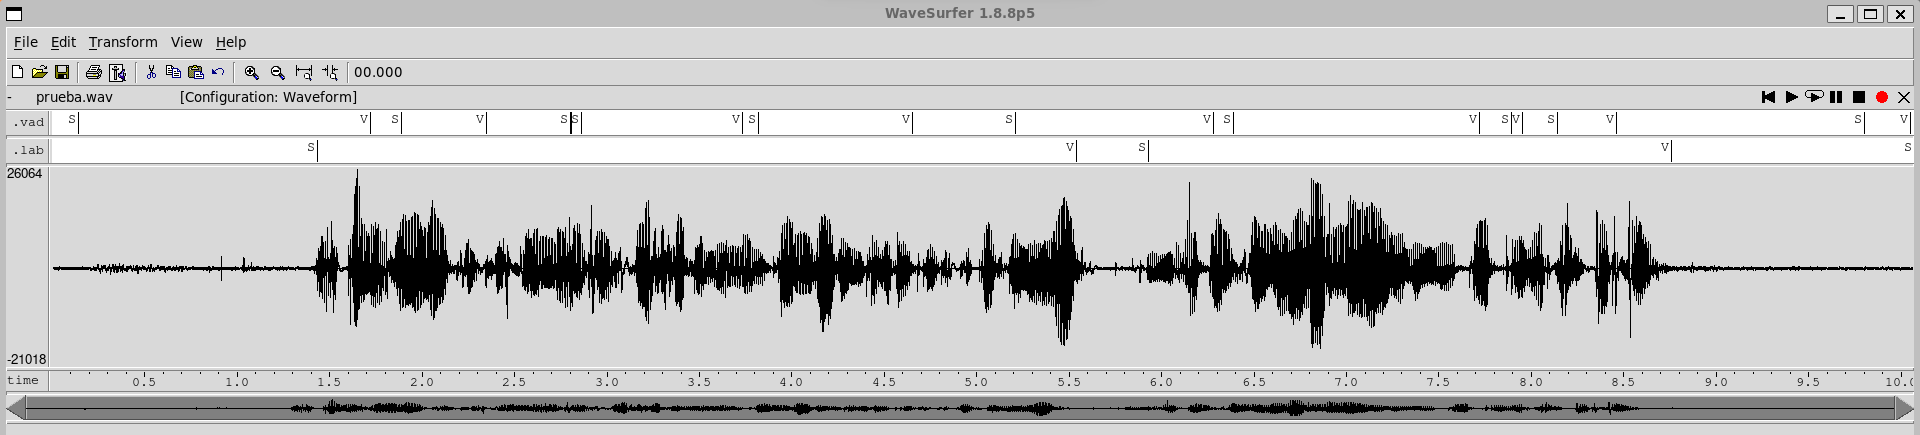 WaveSurfer 1.8.8p5
File Edit Transform View Help
00.000
- prueba.wav [Configuration: Waveform]
.vad S V S V S S V S V S V S V S V S V S V
.lab S V S V S
26064
-21018
time 0.5 1.0 1.5 2.0 2.5 3.0 3.5 4.0 4.5 5.0 5.5 6.0 6.5 7.0 7.5 8.0 8.5 9.0 9.5 10.0